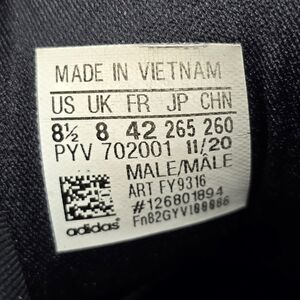 MADE IN VIETNAM
US UK FR JP CHN
8½ 8 42 265 260
PYV 702001 11/20
MALE/MÂLE
ART FY9316
#126801894
Fn82GYVI00086
adidas